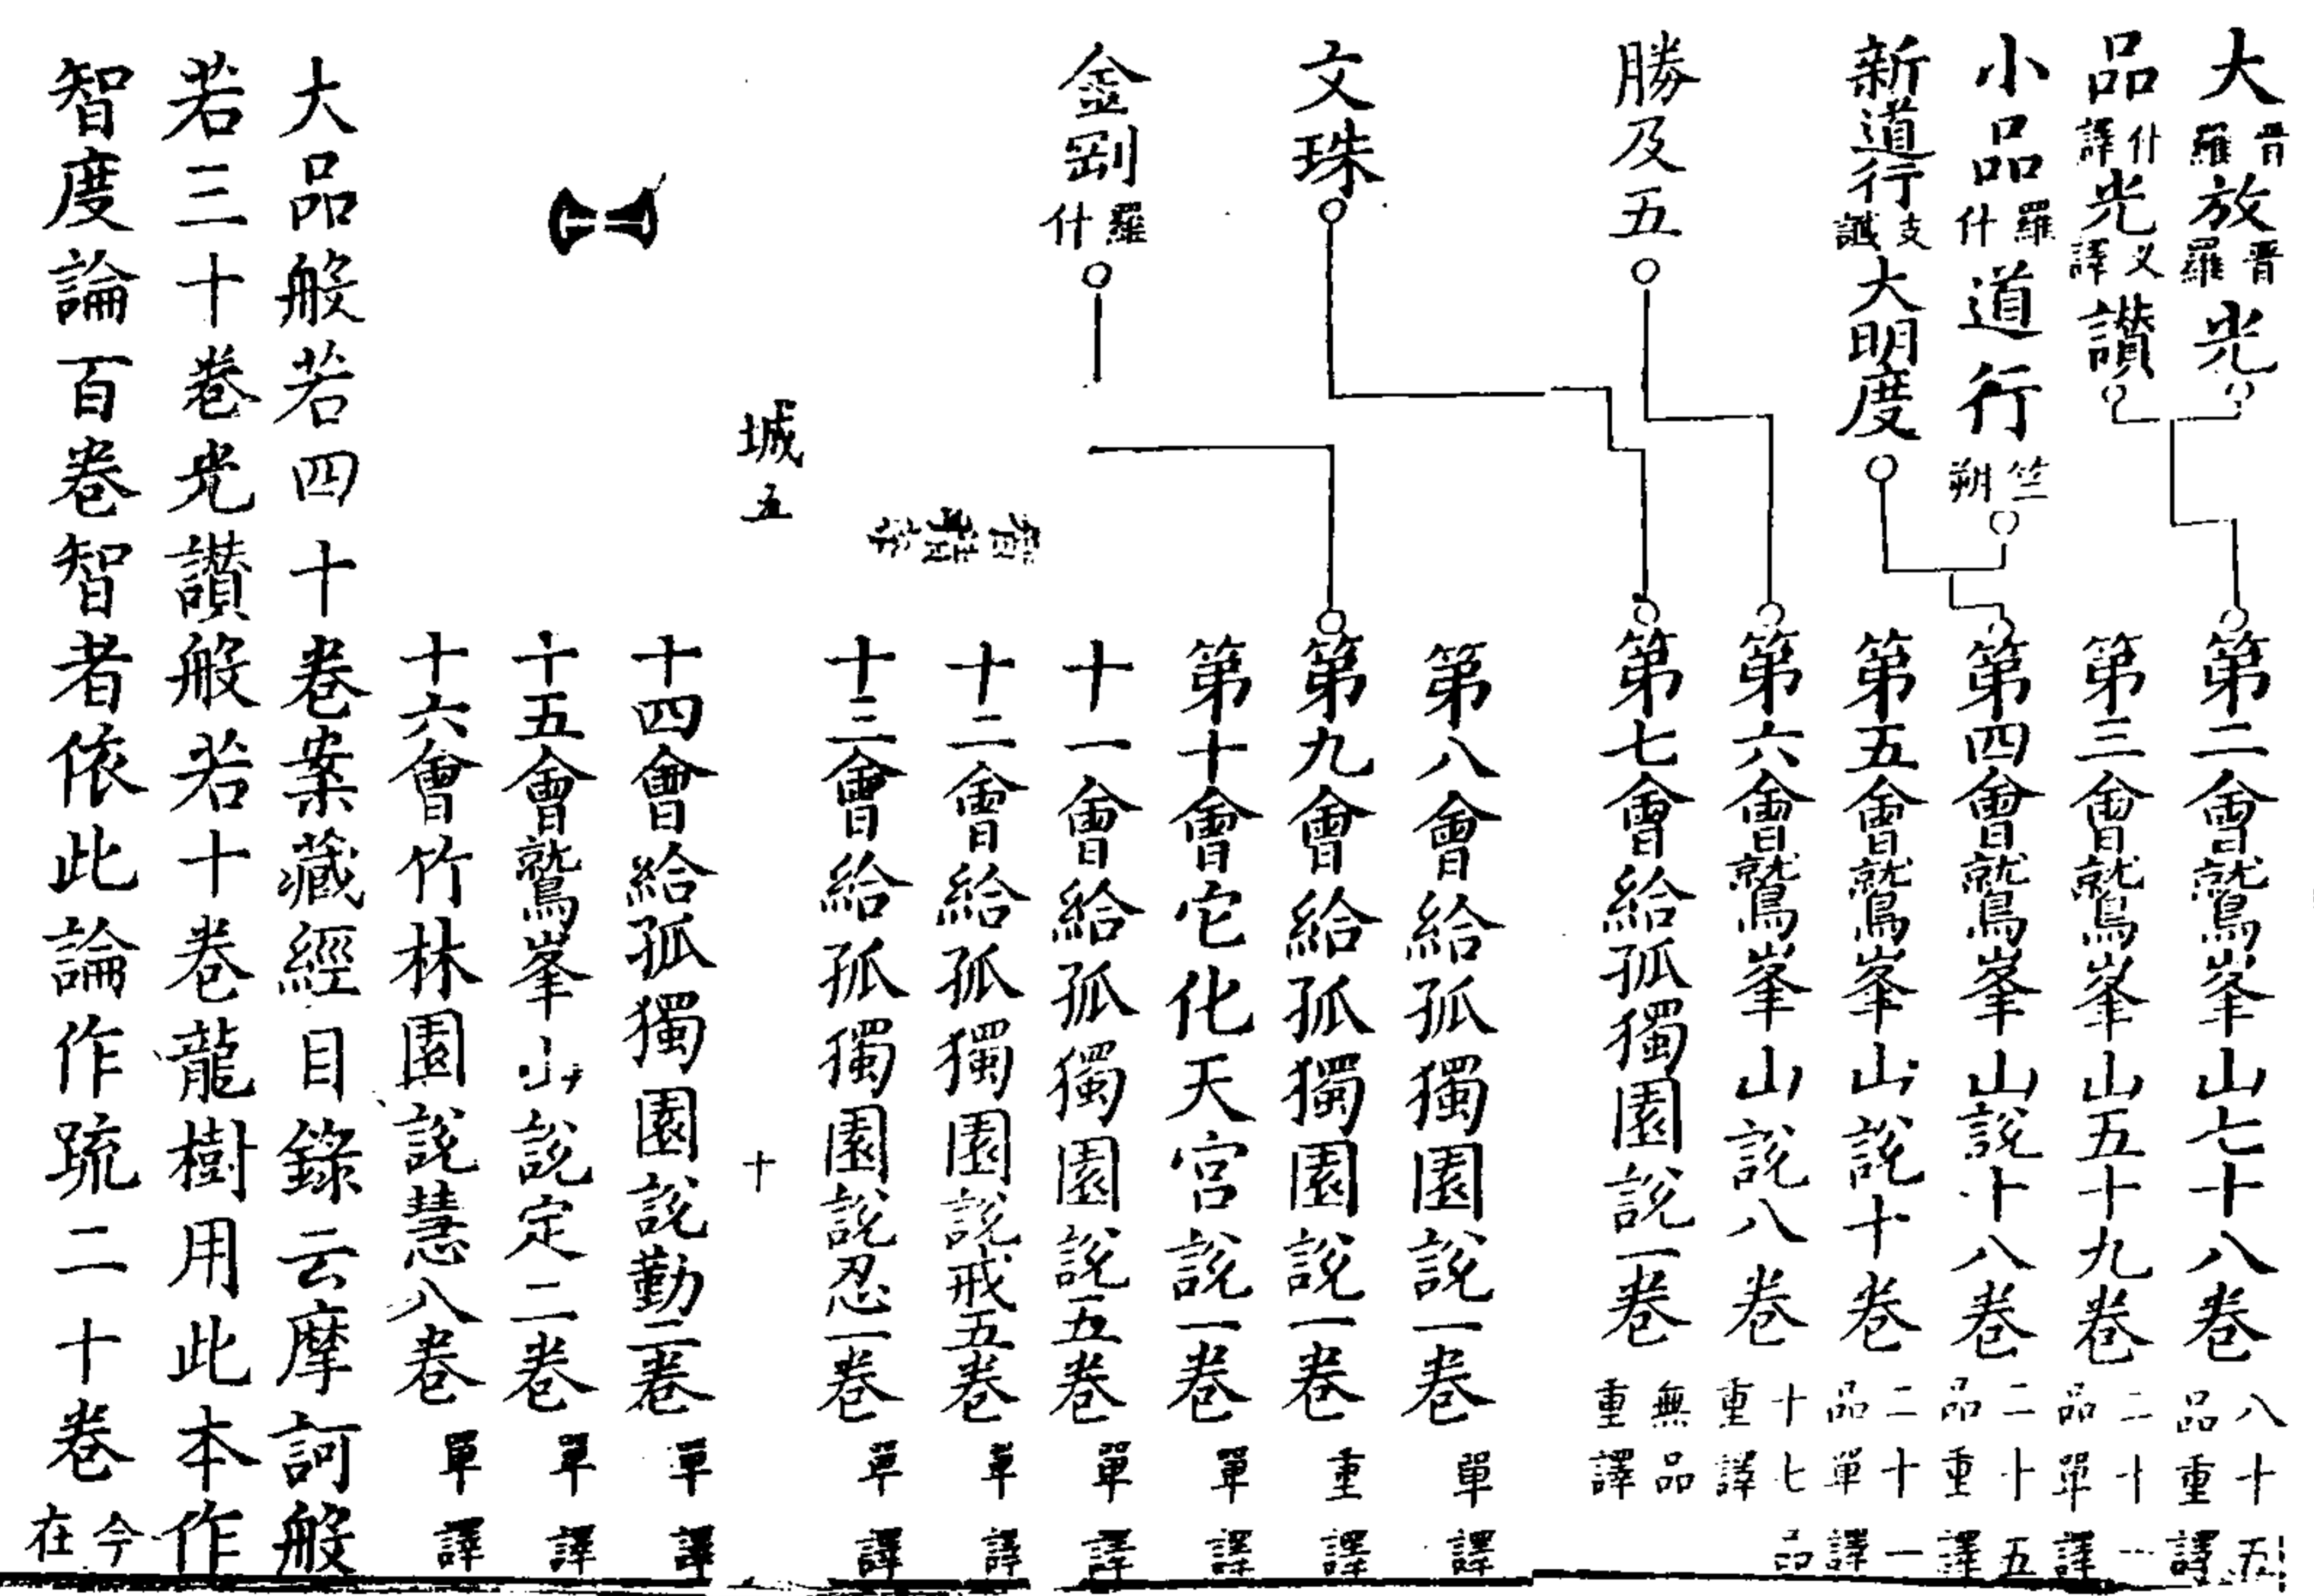 大品 晉羅什譯 放光 晉羅叉譯 光讃
小品 羅什 道行 竺朔
新道行 支讖 大明度
勝及五
文珠
金剛 羅什
第二會鷲峯山七十八卷 八十五品重譯
第三會鷲峯山五十九卷 二十一品單譯
第四會鷲峯山說十八卷 二十五品重譯
第五會鷲峯山說十卷 二十一品單譯
第六會鷲峯山說八卷 十七品重譯
第七會給孤獨園說一卷 無品重譯
第八會給孤獨園說一卷 單譯
第九會給孤獨園說一卷 重譯
第十會它化天宮說一卷 單譯
十一會給孤獨園說五卷 單譯
十二會給孤獨園說戒五卷 單譯
十三會給孤獨園說忍一卷 單譯
城五
十
十四會給孤獨園說勤二卷 單譯
十五會鷲峯山說定二卷 單譯
十六會竹林園說慧八卷 單譯
大品般若四十卷案藏經目錄云摩訶般
若三十卷光讃般若十卷龍樹用此本作
智度論百卷智者依此論作䟽二十卷 今在